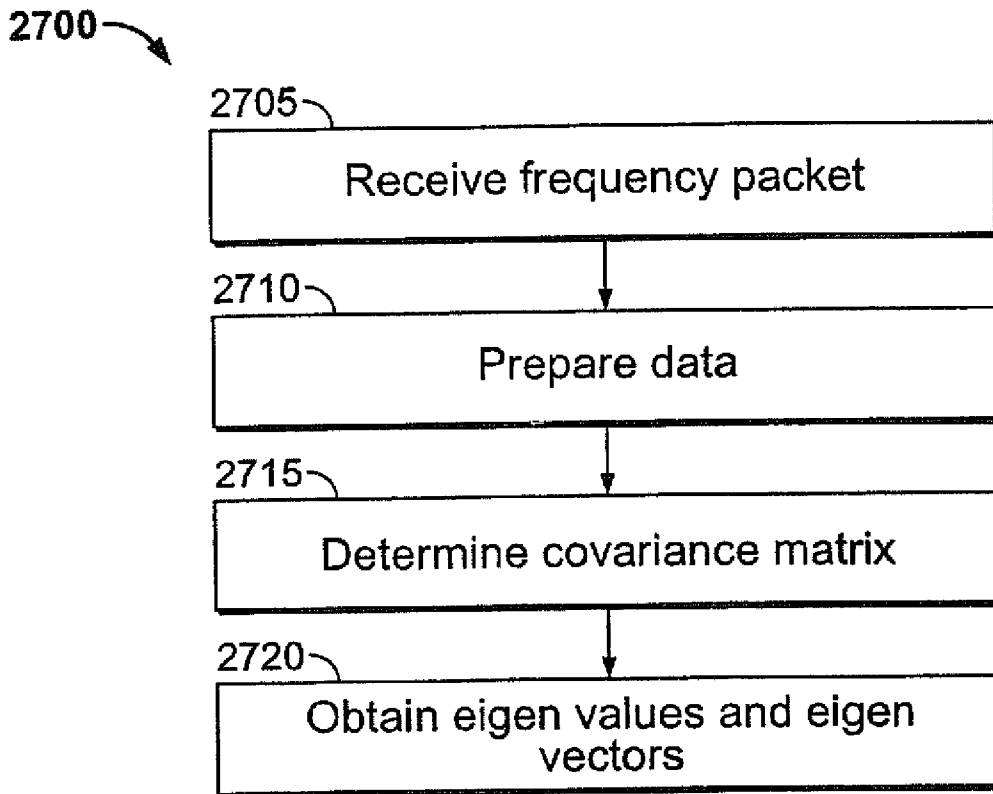 2700
2705
Receive frequency packet
2710
Prepare data
2715
Determine covariance matrix
2720
Obtain eigen values and eigen
vectors